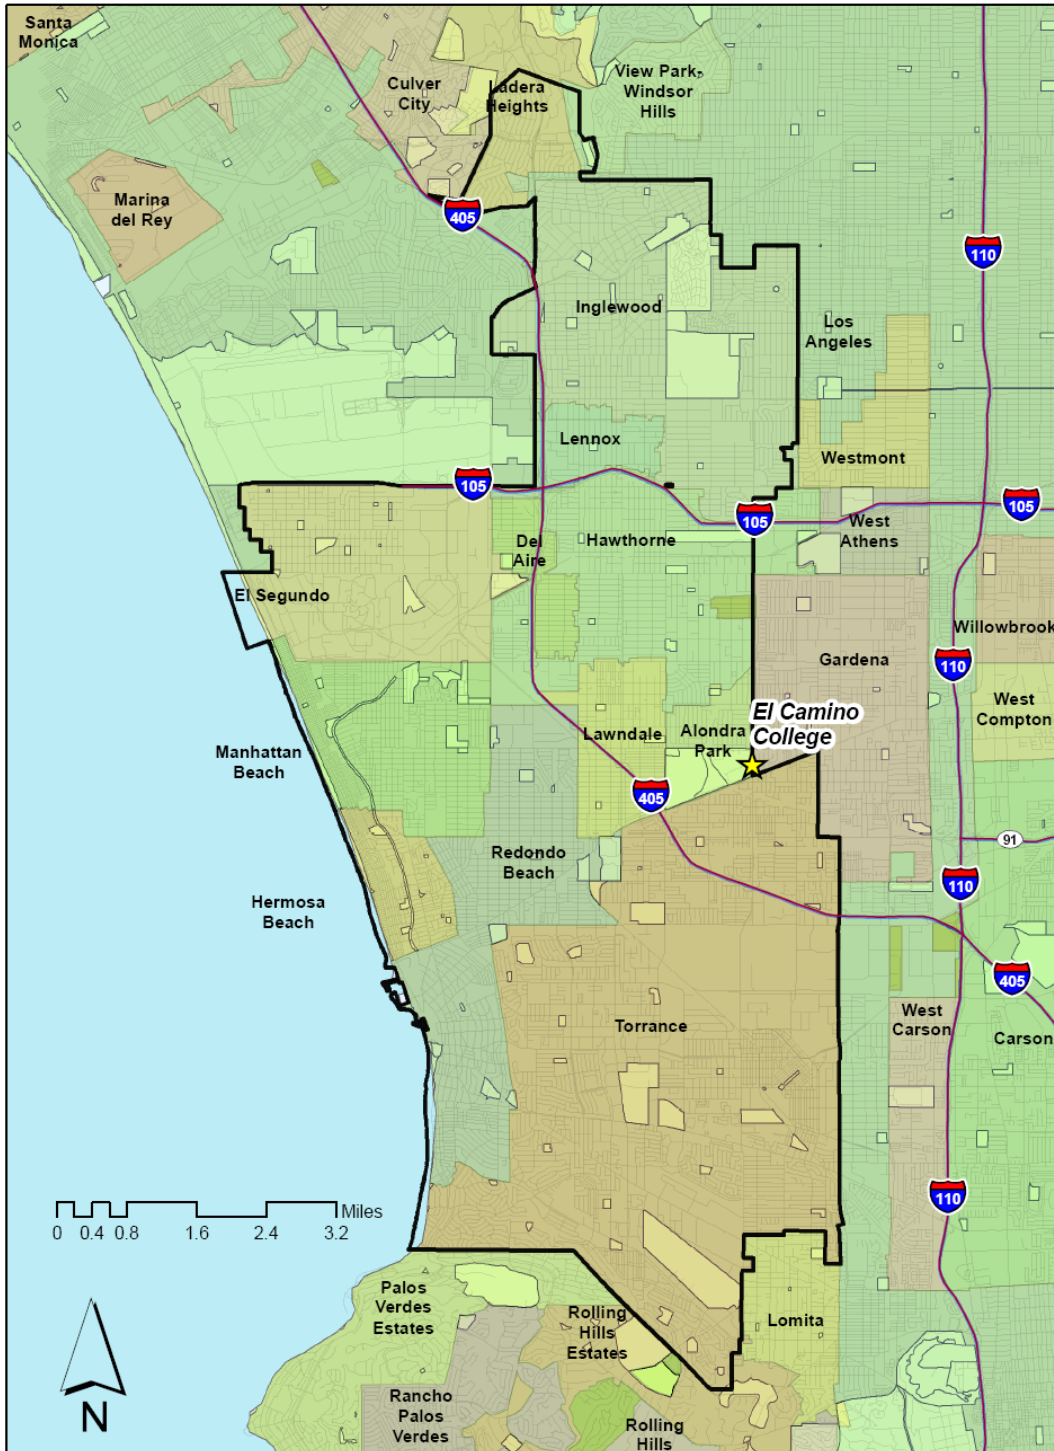 Santa
Monica
Culver
City
Ladera
Heights
View Park-
Windsor
Hills
Marina
del Rey
405
110
Inglewood
Los
Angeles
Lennox
Westmont
105
105
105
West
Athens
Del
Aire
Hawthorne
El Segundo
Willowbrook
Gardena
110
West
Compton
El Camino
College
Lawndale
Alondra
Park
Manhattan
Beach
405
91
Redondo
Beach
110
Hermosa
Beach
405
West
Carson
Carson
Torrance
110
Miles
0 0.4 0.8 1.6 2.4 3.2
Palos
Verdes
Estates
Rolling
Hills
Estates
Lomita
N
Rancho
Palos
Verdes
Rolling
Hills